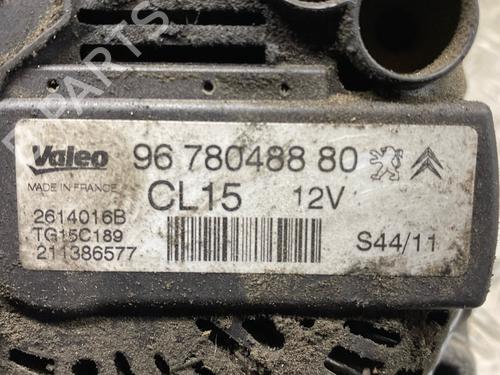 Valeo 96 780488 80
MADE IN FRANCE
CL15 12V
2614016B
TG15C189
211386577
S44/11